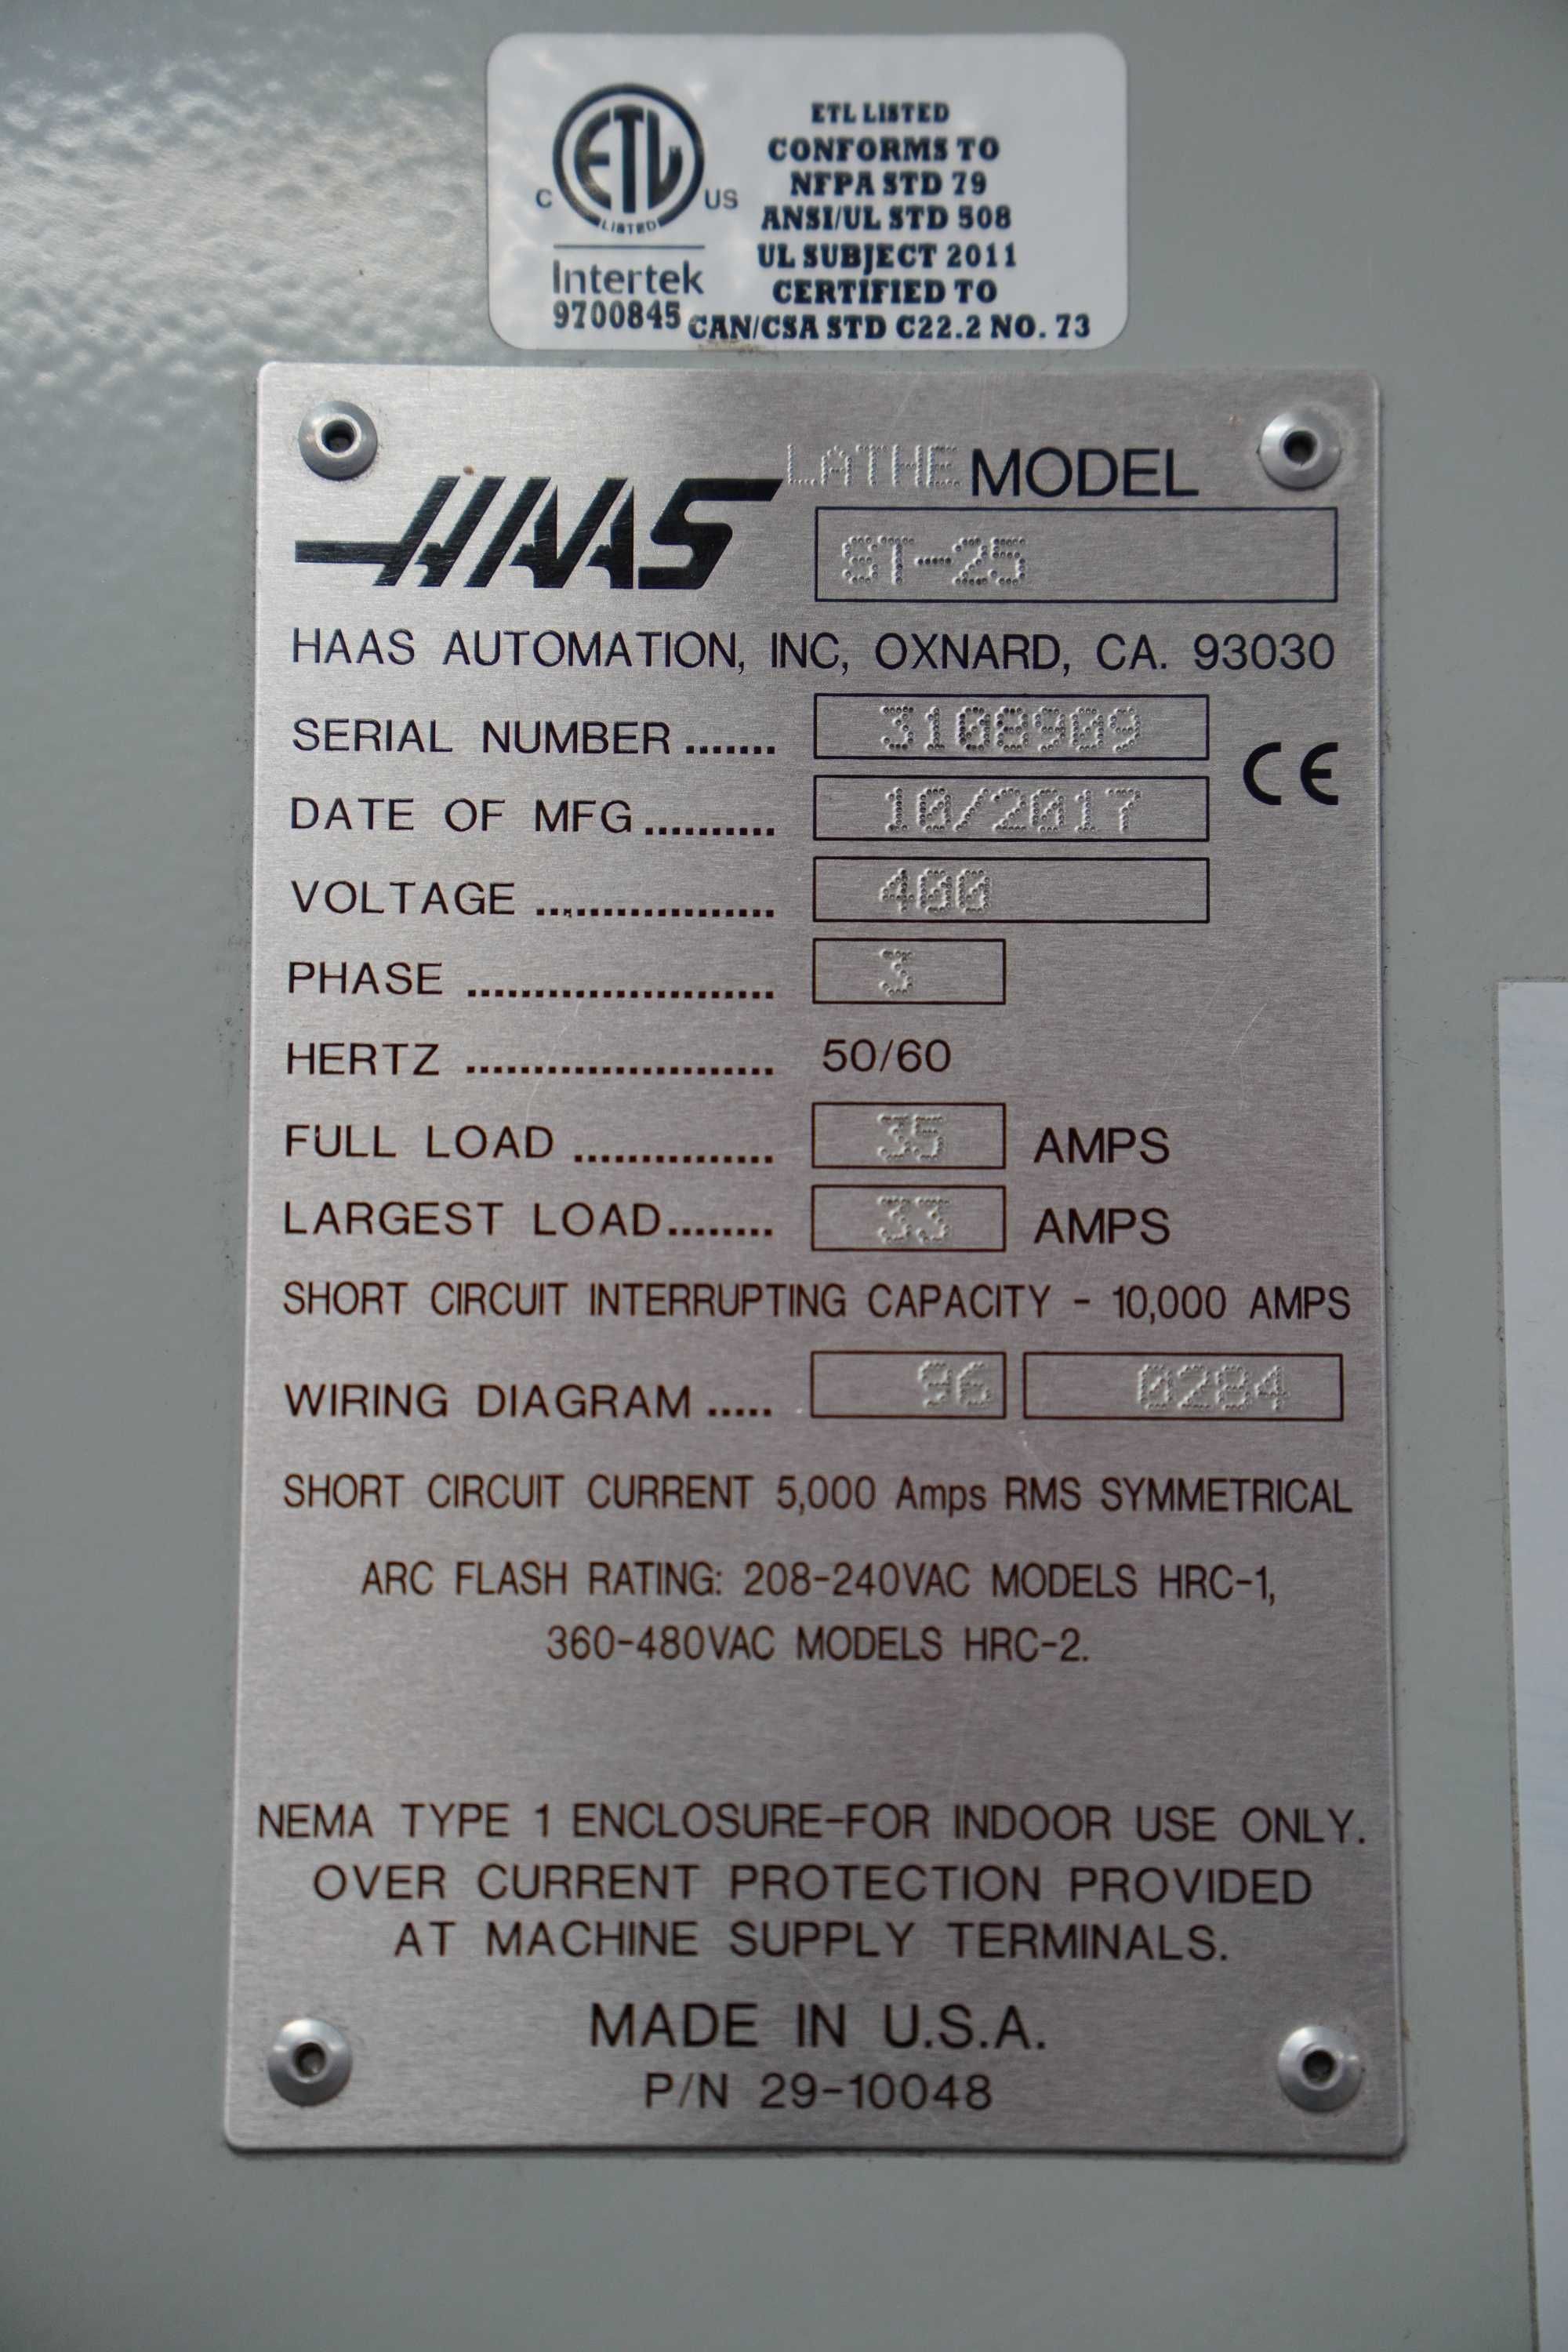 ETL LISTED
CONFORMS TO
NFPA STD 79
ANSI/UL STD 508
UL SUBJECT 2011
CERTIFIED TO
CAN/CSA STD C22.2 NO. 73
C ETL US
LISTED
Intertek
9700845
LATHE MODEL
HAAS ST-25
HAAS AUTOMATION, INC, OXNARD, CA. 93030
SERIAL NUMBER ....... 3108909
CE
DATE OF MFG .......... 10/2017
VOLTAGE .................. 400
PHASE ....................... 3
HERTZ ....................... 50/60
FULL LOAD ............... 35 AMPS
LARGEST LOAD ........ 33 AMPS
SHORT CIRCUIT INTERRUPTING CAPACITY - 10,000 AMPS
WIRING DIAGRAM ..... 96 0284
SHORT CIRCUIT CURRENT 5,000 Amps RMS SYMMETRICAL
ARC FLASH RATING: 208-240VAC MODELS HRC-1,
360-480VAC MODELS HRC-2.
NEMA TYPE 1 ENCLOSURE-FOR INDOOR USE ONLY.
OVER CURRENT PROTECTION PROVIDED
AT MACHINE SUPPLY TERMINALS.
MADE IN U.S.A.
P/N 29-10048